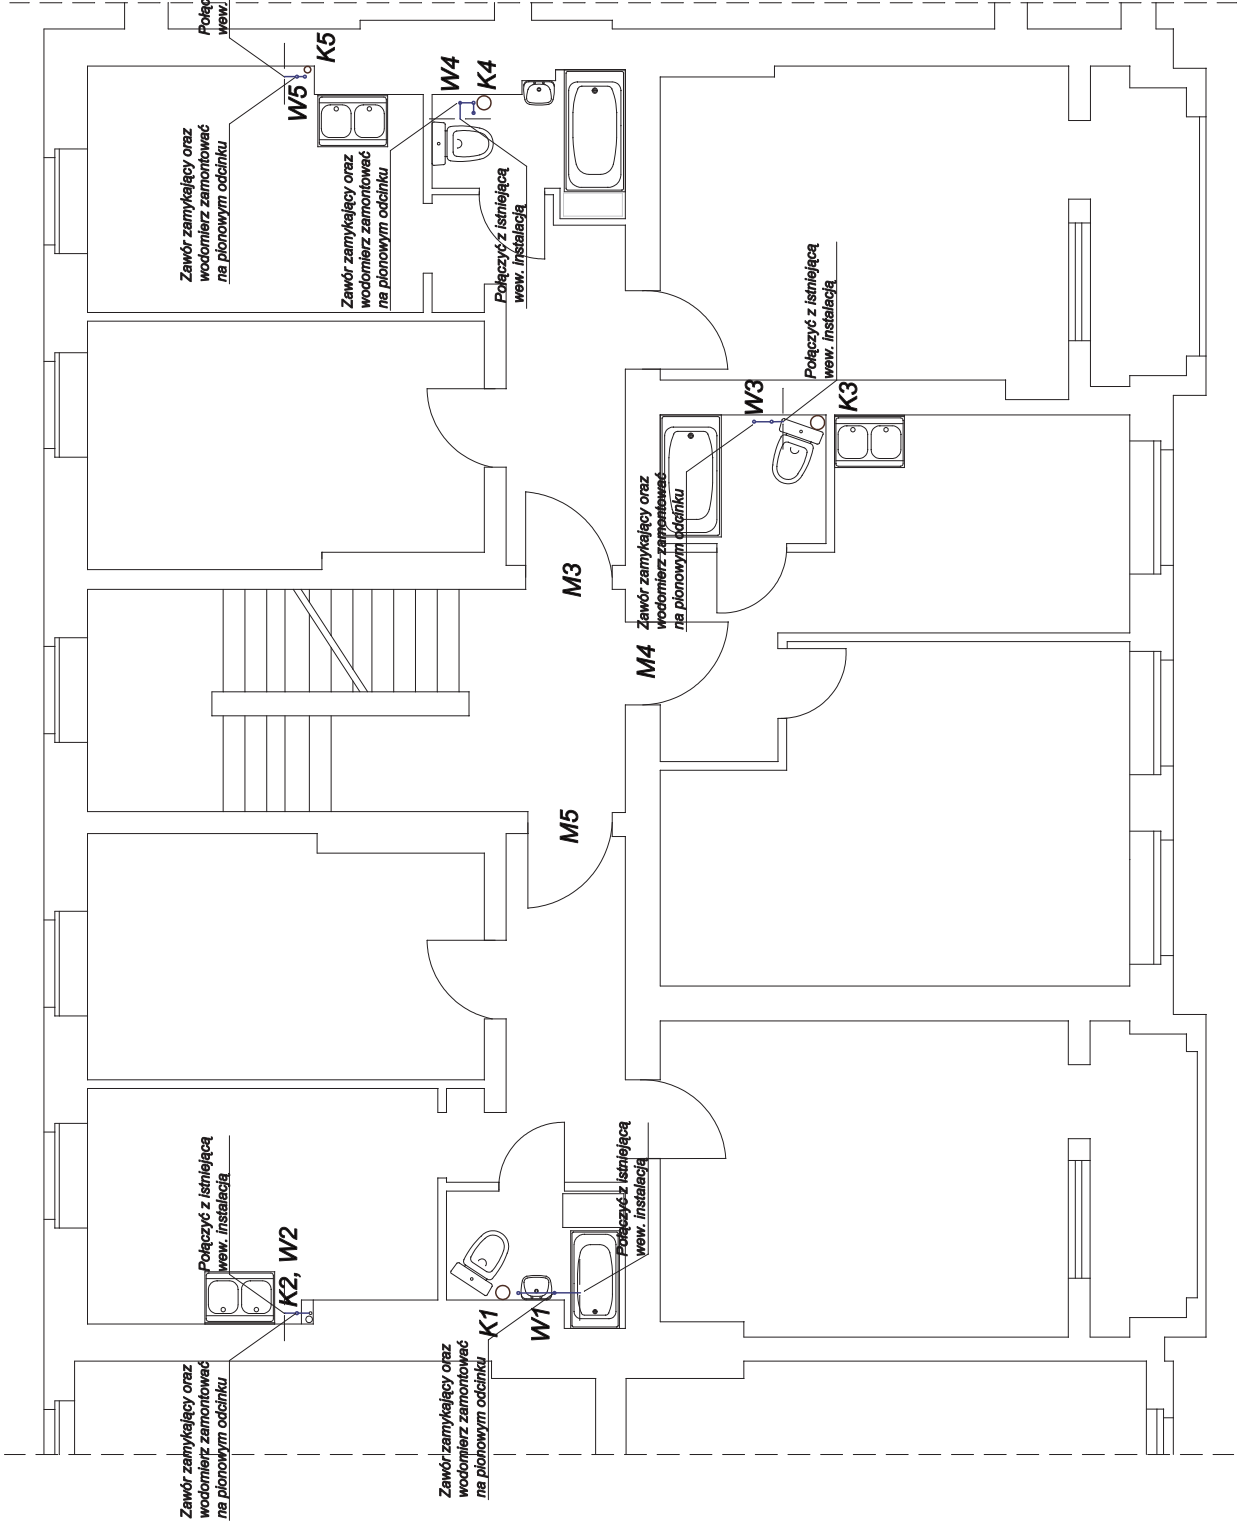 Połąc
wew.
K5
W5
Zawór zamykający oraz
wodomierz zamontować
na pionowym odcinku
W4
K4
Zawór zamykający oraz
wodomierz zamontować
na pionowym odcinku
Połączyć z istniejącą
wew. instalacją
Połączyć z istniejącą
wew. instalacją
W3
K3
Zawór zamykający oraz
wodomierz zamontować
na pionowym odcinku
M3
M4
M5
Połączyć z istniejącą
wew. instalacją
K2, W2
Zawór zamykający oraz
wodomierz zamontować
na pionowym odcinku
Połączyć z istniejącą
wew. instalacją
K1
W1
Zawór zamykający oraz
wodomierz zamontować
na pionowym odcinku